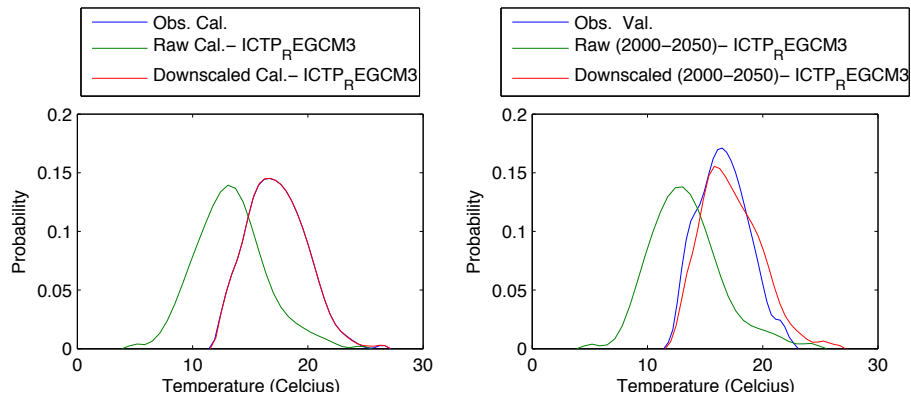 Obs. Cal.
Raw Cal.− ICTP_REGCM3
Downscaled Cal.− ICTP_REGCM3
0.2
0.15
0.1
0.05
0
Probability
0 10 20 30
Temperature (Celcius)
Obs. Val.
Raw (2000−2050)− ICTP_REGCM3
Downscaled (2000−2050)− ICTP_REGCM3
0.2
0.15
0.1
0.05
0
Probability
0 10 20 30
Temperature (Celcius)